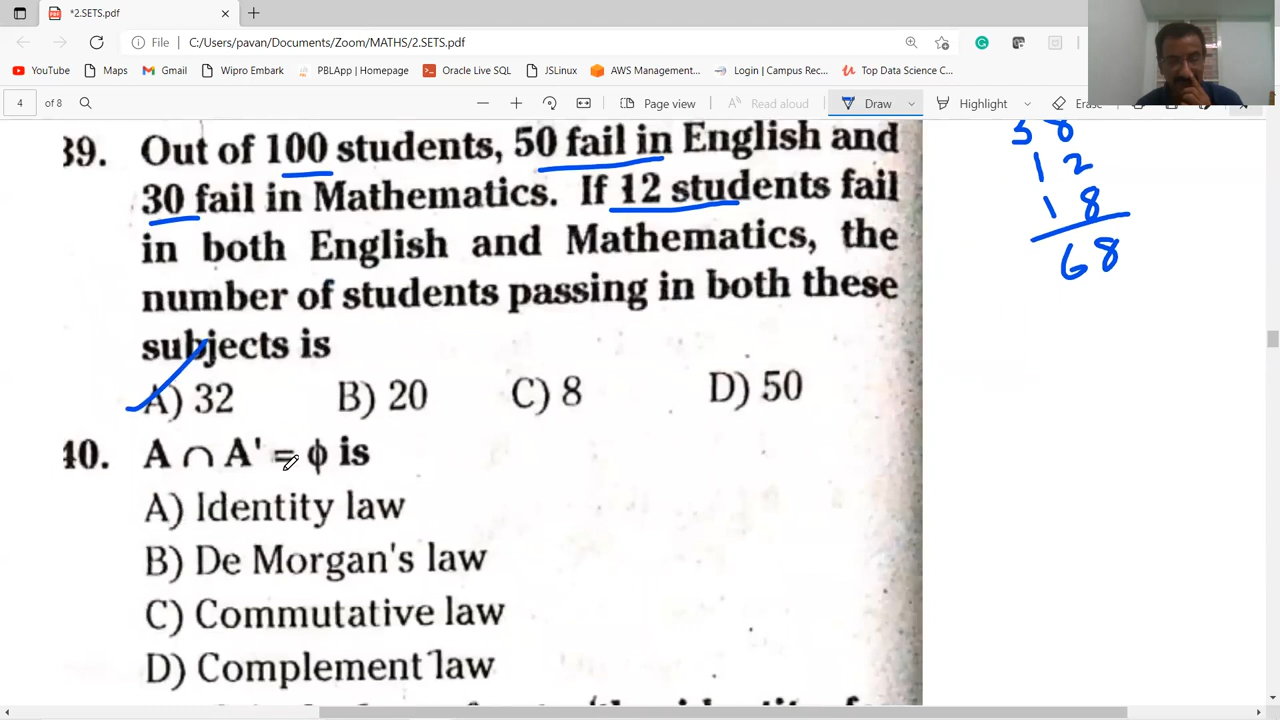 *2.SETS.pdf
File C:/Users/pavan/Documents/Zoom/MATHS/2.SETS.pdf
YouTube Maps Gmail Wipro Embark PBLApp | Homepage Oracle Live SQL JSLinux AWS Management... Login | Campus Rec... Top Data Science C...
4 of 8 Page view Read aloud Draw Highlight Erase
39. Out of 100 students, 50 fail in English and
30 fail in Mathematics. If 12 students fail
in both English and Mathematics, the
number of students passing in both these
subjects is
A) 32 B) 20 C) 8 D) 50
40. A ∩ A' = ϕ is
A) Identity law
B) De Morgan's law
C) Commutative law
D) Complement law
38
12
18
68